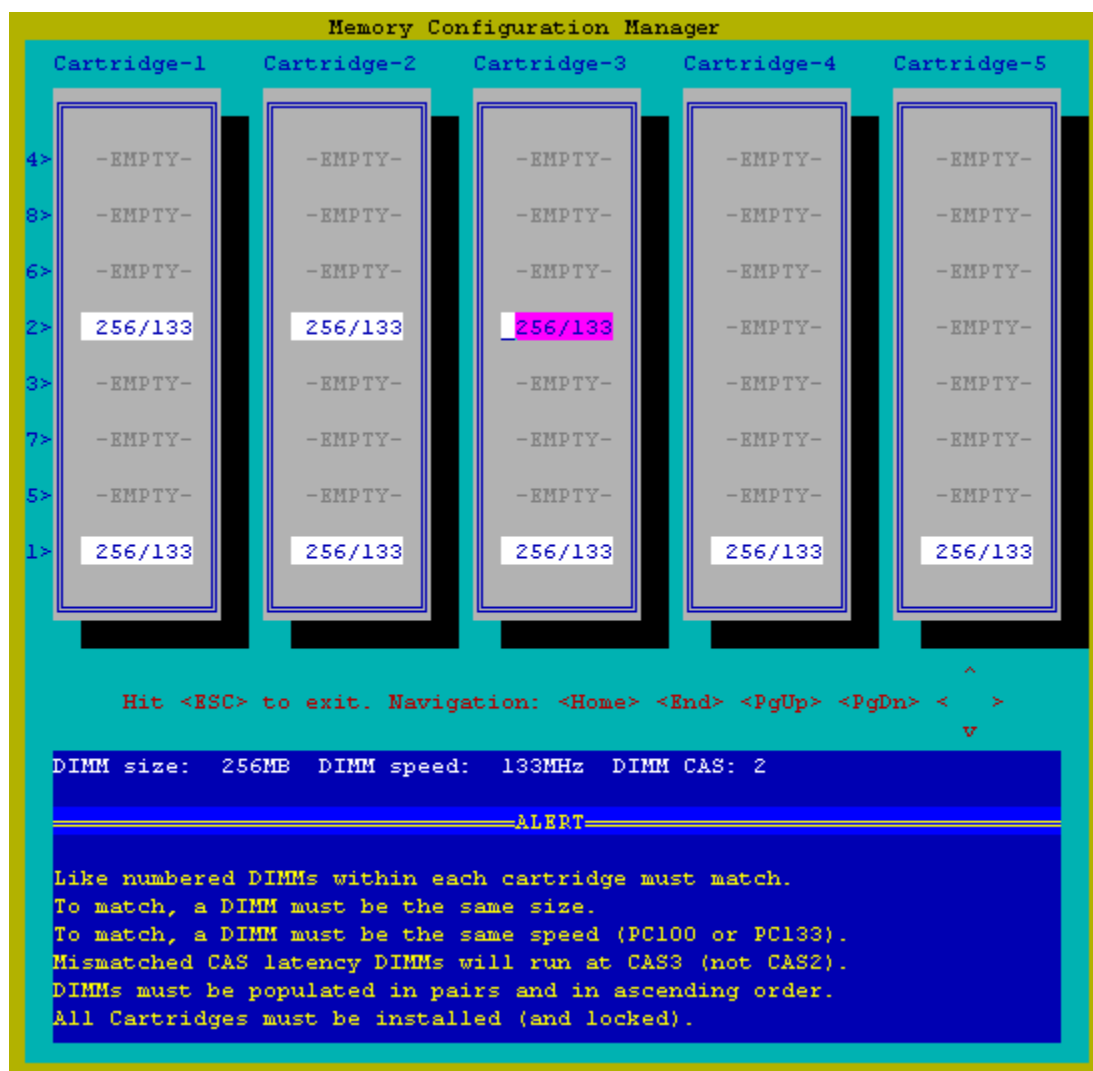 Memory Configuration Manager
Cartridge-1 Cartridge-2 Cartridge-3 Cartridge-4 Cartridge-5
4> -EMPTY- -EMPTY- -EMPTY- -EMPTY- -EMPTY-
8> -EMPTY- -EMPTY- -EMPTY- -EMPTY- -EMPTY-
6> -EMPTY- -EMPTY- -EMPTY- -EMPTY- -EMPTY-
2> 256/133 256/133 _256/133 -EMPTY- -EMPTY-
3> -EMPTY- -EMPTY- -EMPTY- -EMPTY- -EMPTY-
7> -EMPTY- -EMPTY- -EMPTY- -EMPTY- -EMPTY-
5> -EMPTY- -EMPTY- -EMPTY- -EMPTY- -EMPTY-
1> 256/133 256/133 256/133 256/133 256/133
^
Hit <ESC> to exit. Navigation: <Home> <End> <PgUp> <PgDn> < >
v
DIMM size: 256MB DIMM speed: 133MHz DIMM CAS: 2
ALERT
Like numbered DIMMs within each cartridge must match.
To match, a DIMM must be the same size.
To match, a DIMM must be the same speed (PC100 or PC133).
Mismatched CAS latency DIMMs will run at CAS3 (not CAS2).
DIMMs must be populated in pairs and in ascending order.
All Cartridges must be installed (and locked).